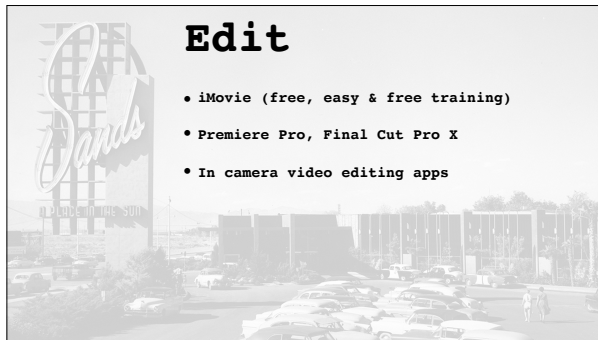 Edit
• iMovie (free, easy & free training)
• Premiere Pro, Final Cut Pro X
• In camera video editing apps
Sands
A PLACE IN THE SUN